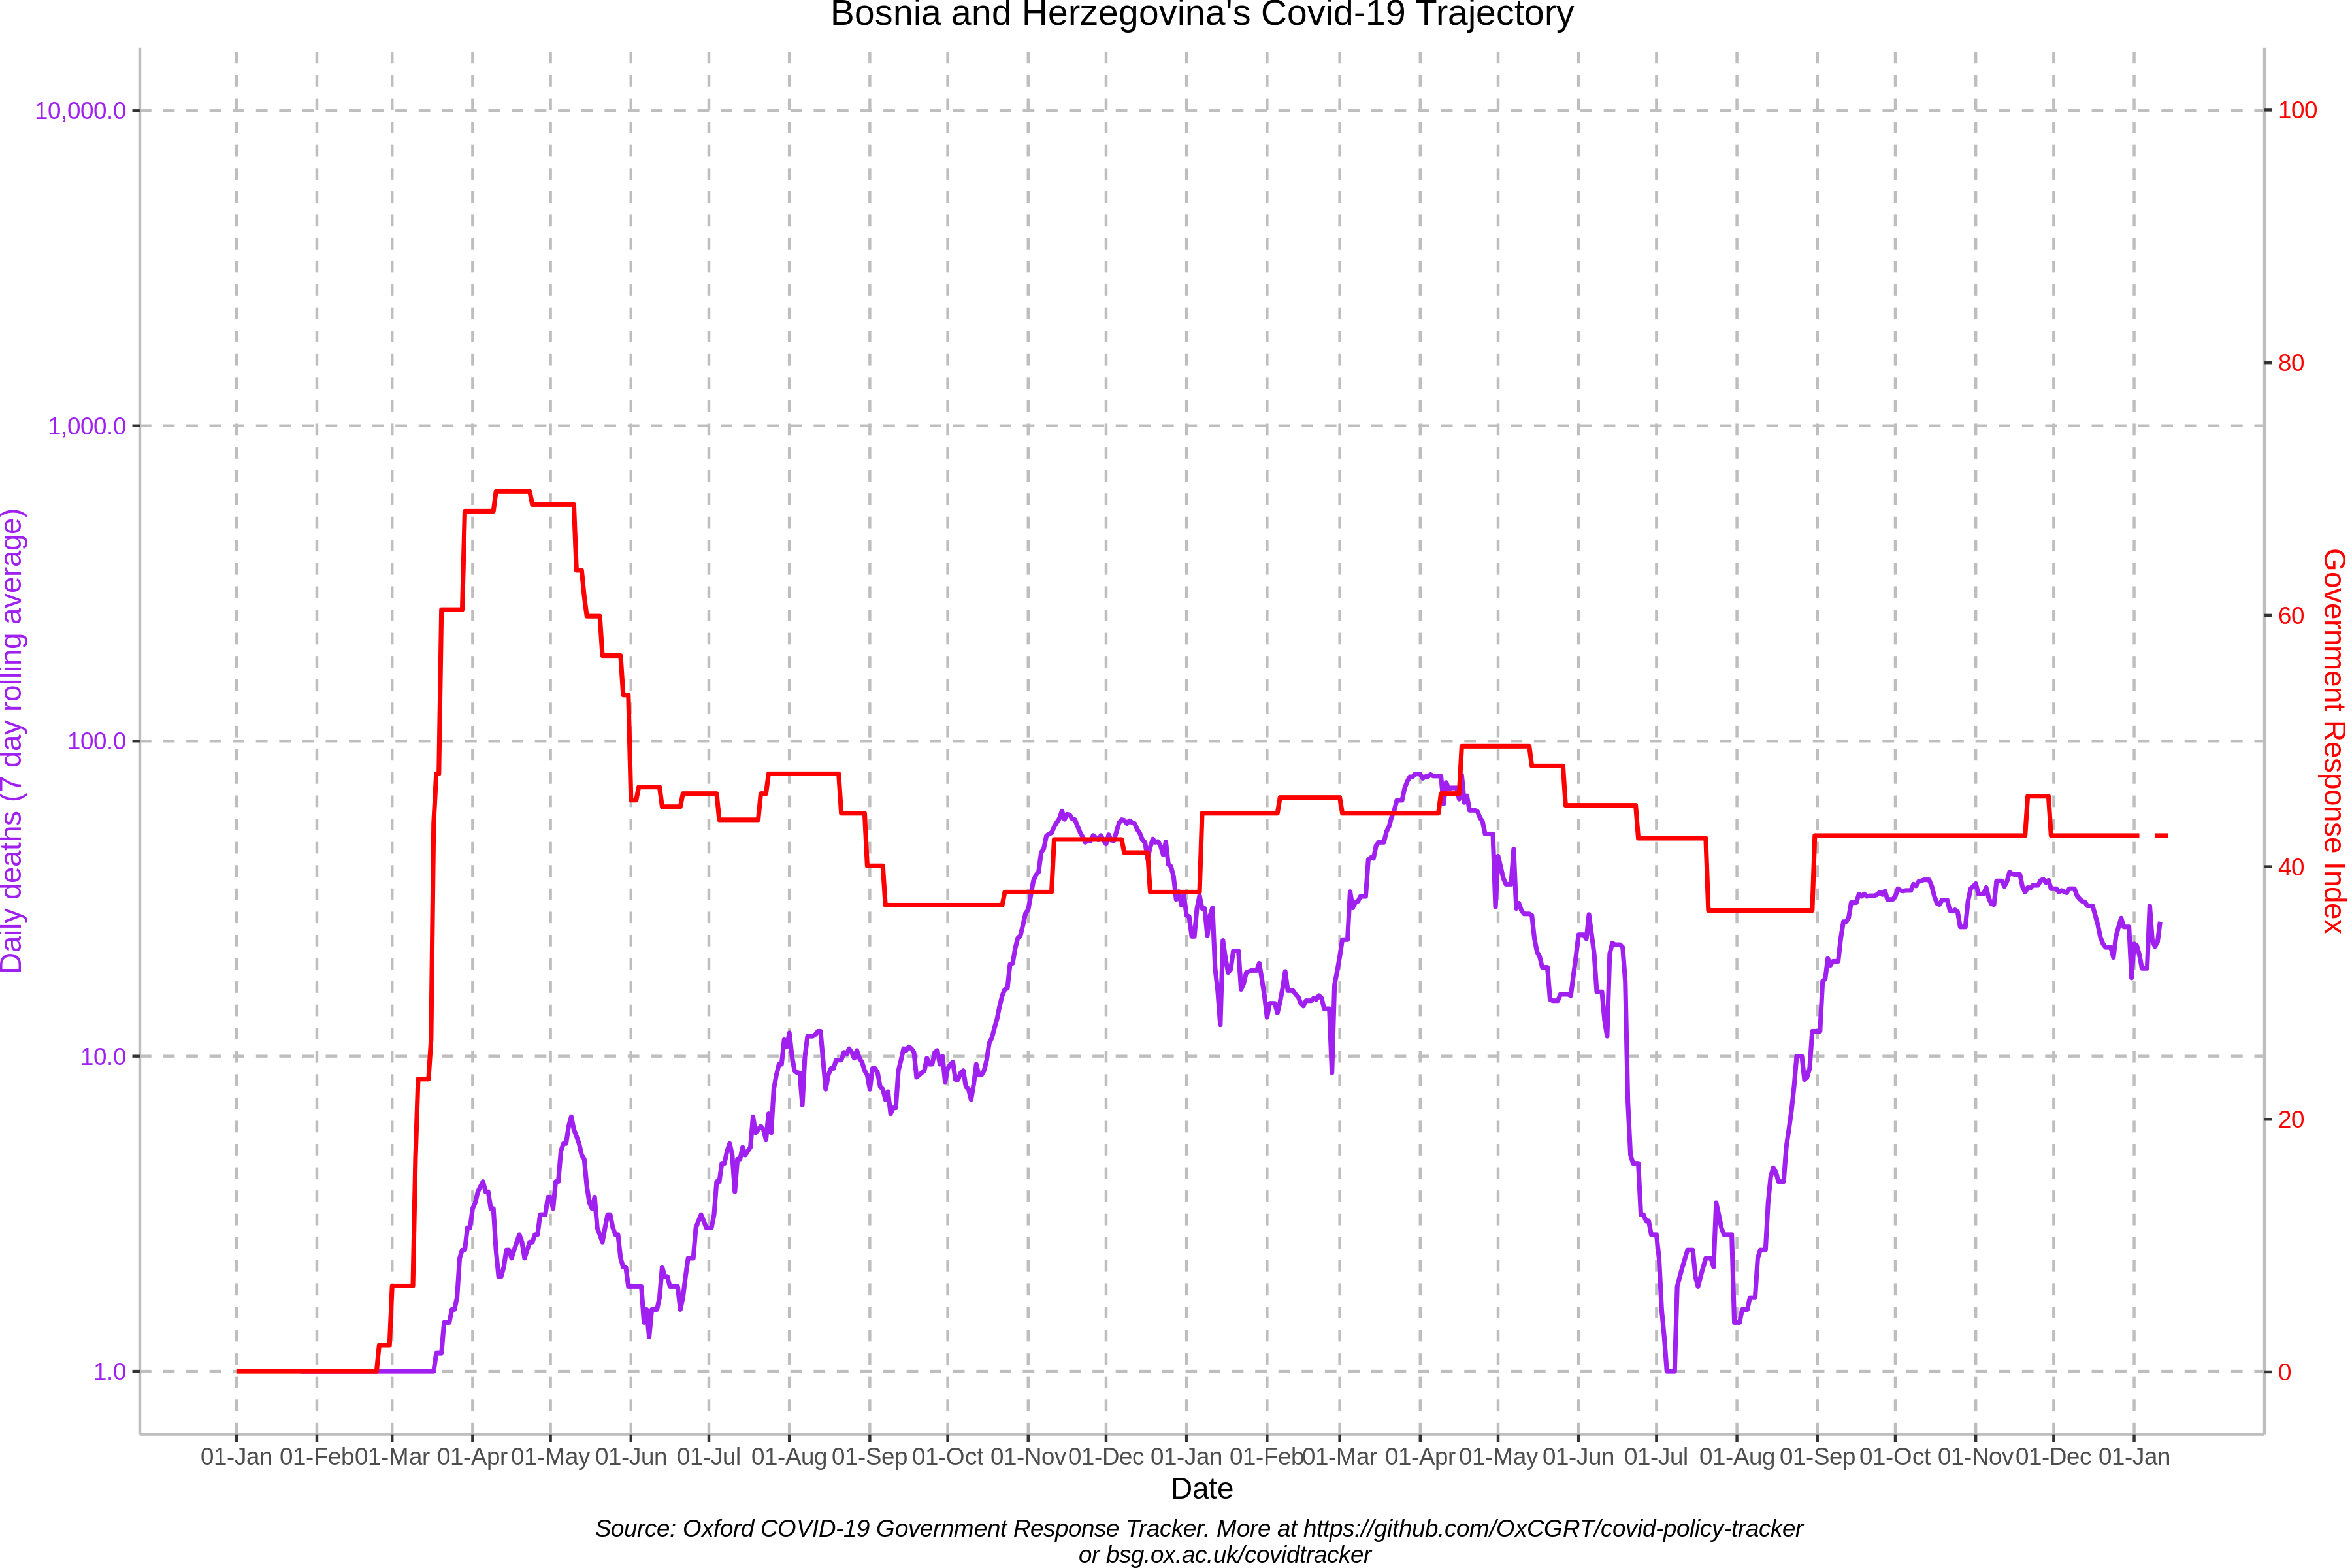 Bosnia and Herzegovina's Covid-19 Trajectory
10,000.0
1,000.0
100.0
10.0
1.0
Daily deaths (7 day rolling average)
100
80
60
40
20
0
Government Response Index
01-Jan 01-Feb 01-Mar 01-Apr 01-May 01-Jun 01-Jul 01-Aug 01-Sep 01-Oct 01-Nov 01-Dec 01-Jan 01-Feb 01-Mar 01-Apr 01-May 01-Jun 01-Jul 01-Aug 01-Sep 01-Oct 01-Nov 01-Dec 01-Jan
Date
Source: Oxford COVID-19 Government Response Tracker. More at https://github.com/OxCGRT/covid-policy-tracker
or bsg.ox.ac.uk/covidtracker